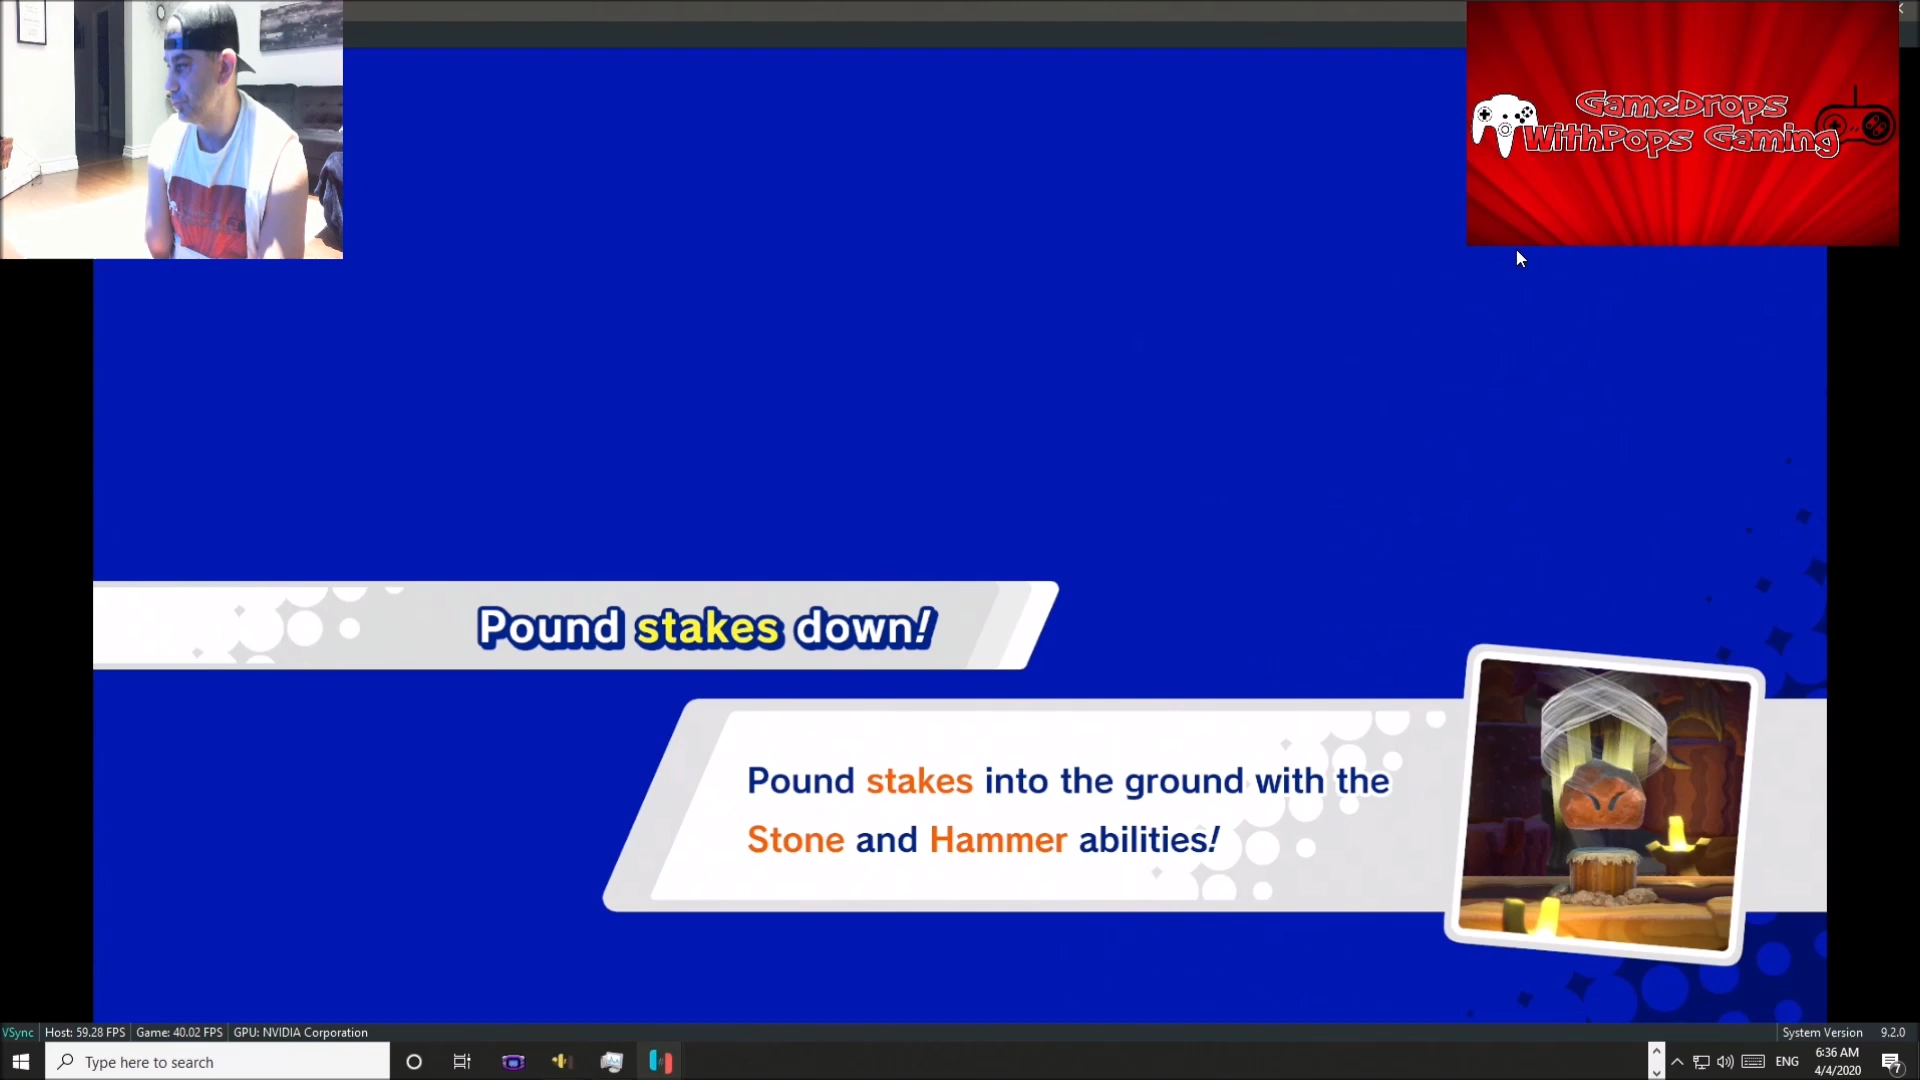 GameDrops
WithPops Gaming
Pound stakes down!
Pound stakes into the ground with the
Stone and Hammer abilities!
VSync Host: 59.28 FPS Game: 40.02 FPS GPU: NVIDIA Corporation System Version 9.2.0
Type here to search
ENG
6:36 AM
4/4/2020
7